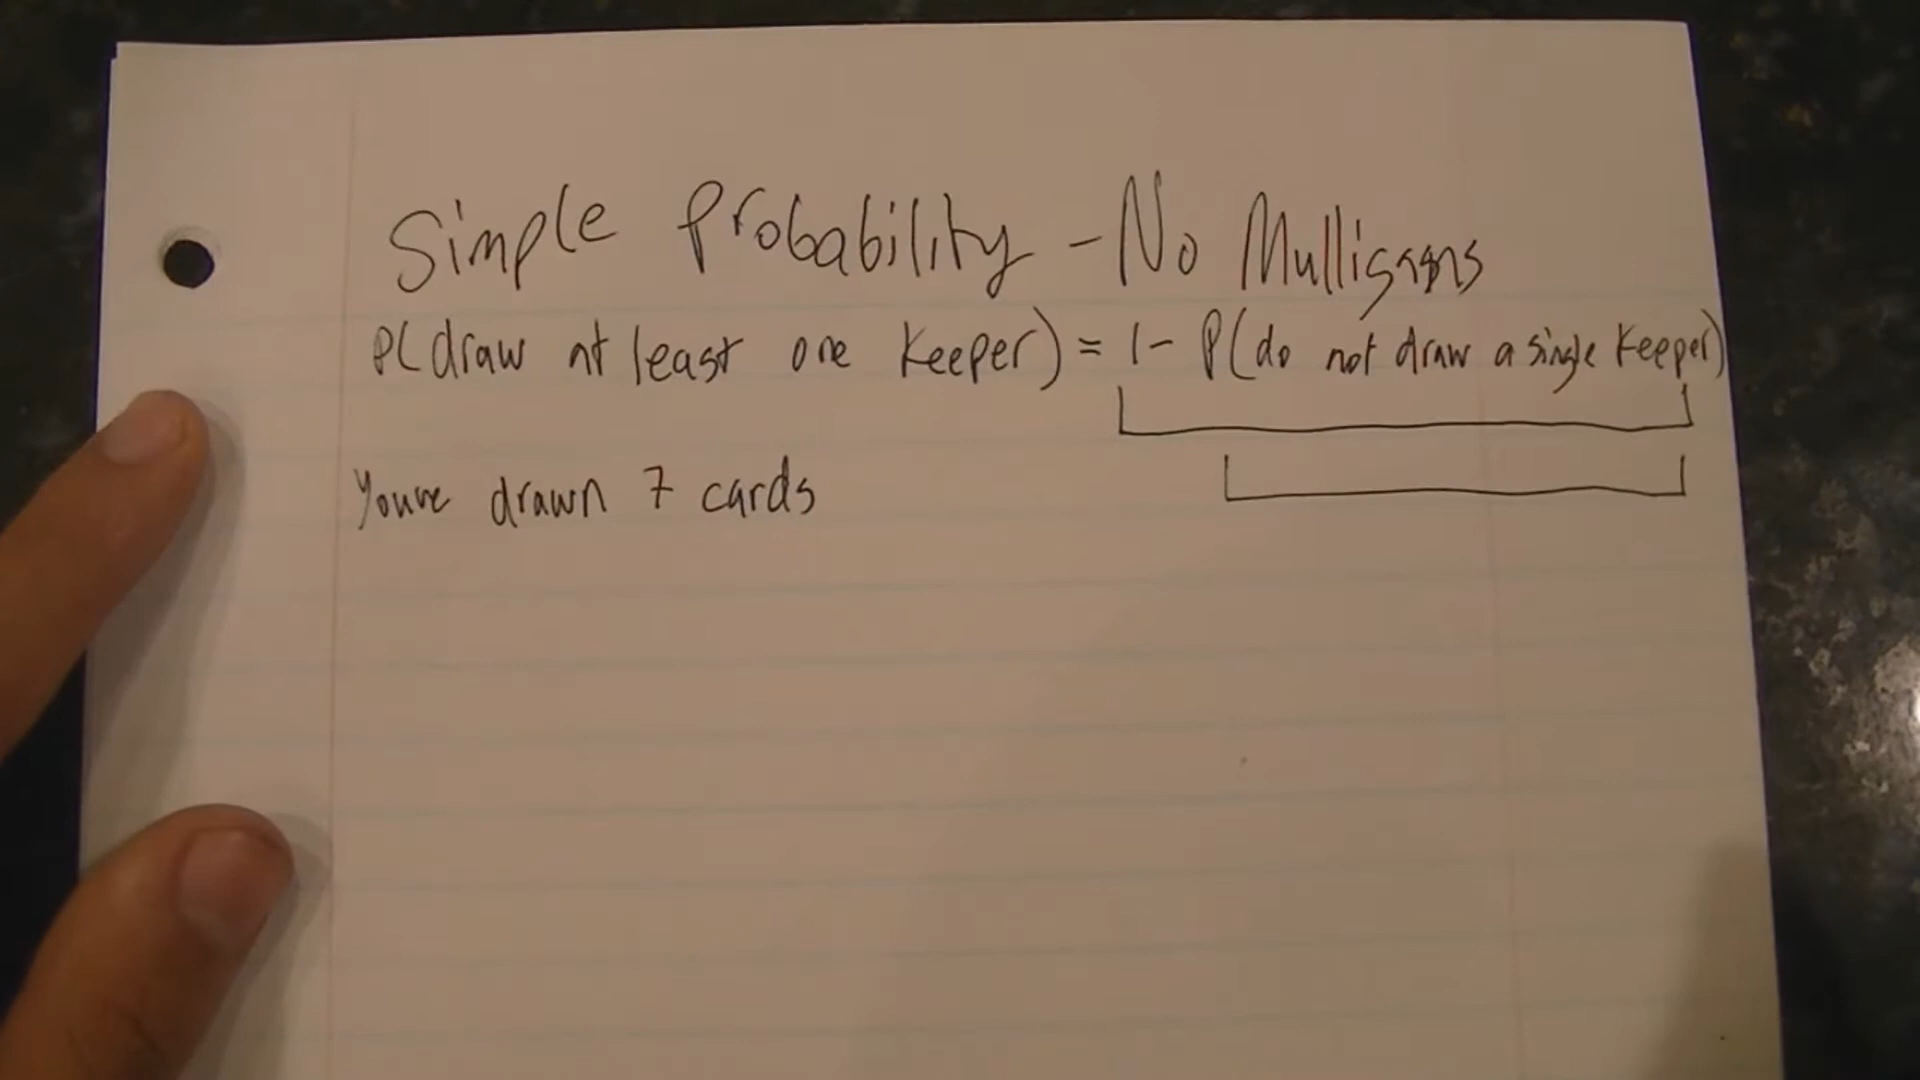 Simple Probability - No Mulligans
P(draw at least one keeper) = 1 - P(do not draw a single keeper)
Youve drawn 7 cards